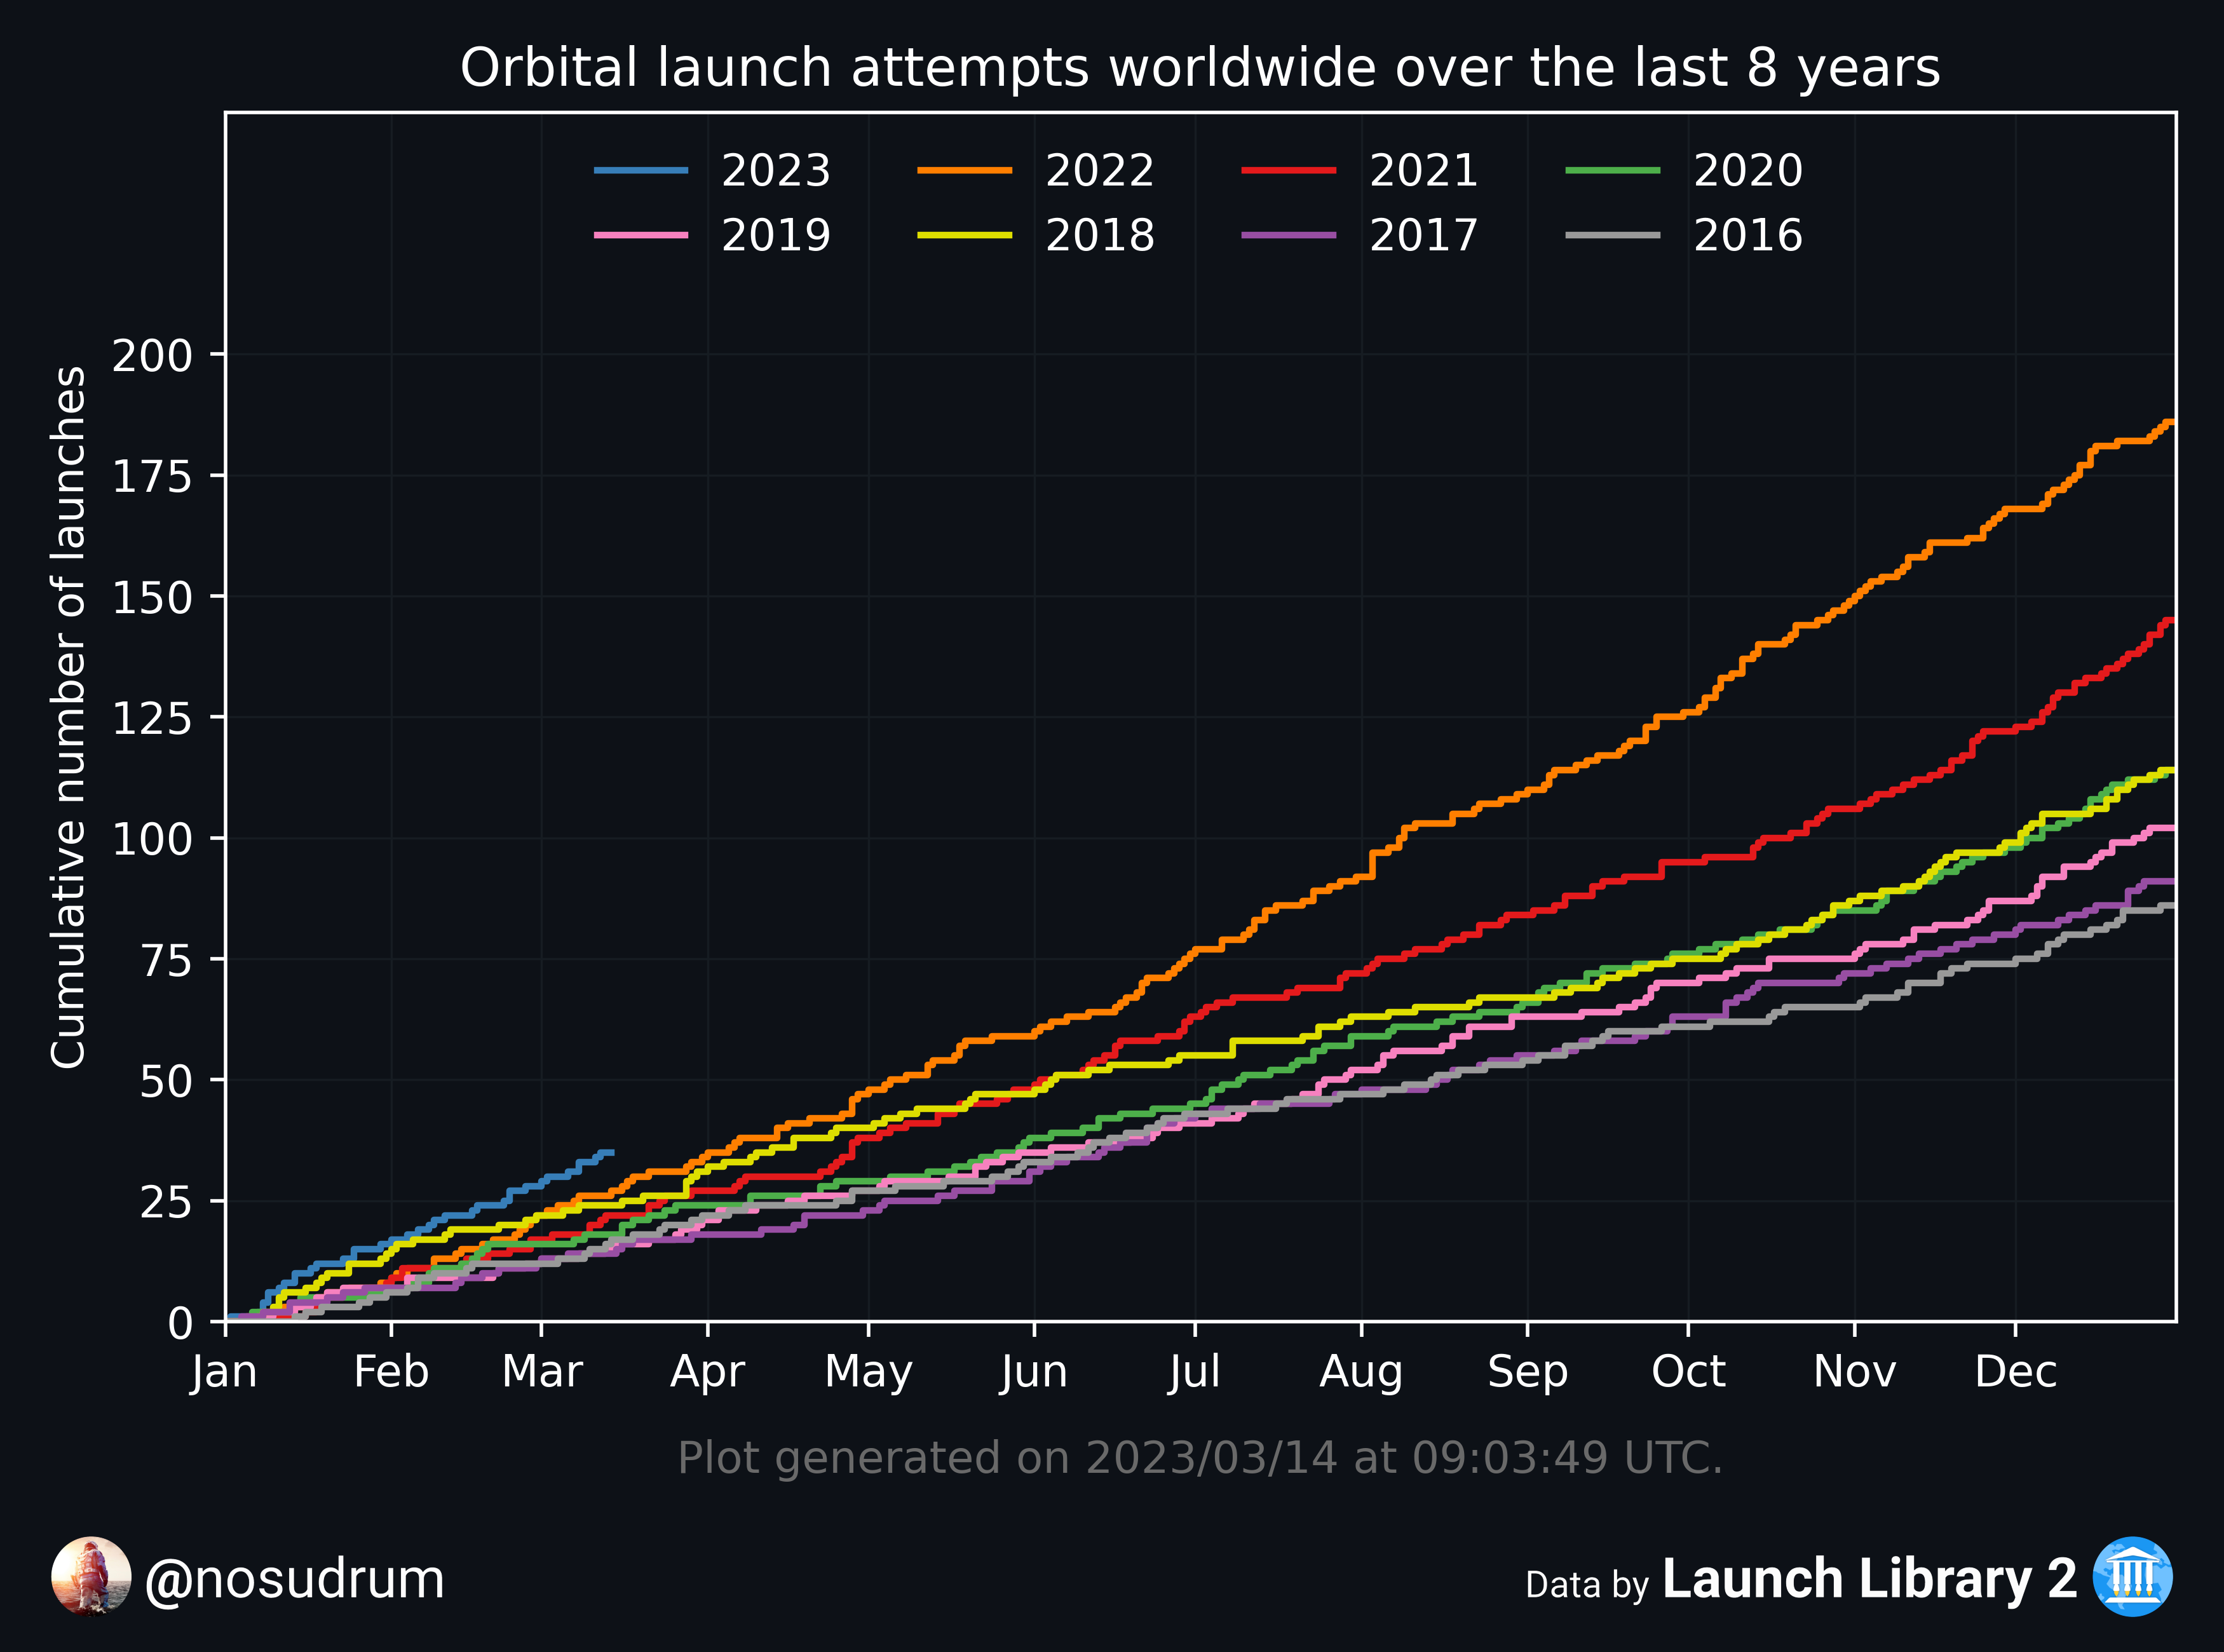 Orbital launch attempts worldwide over the last 8 years
2023 2022 2021 2020
2019 2018 2017 2016
Cumulative number of launches
200
175
150
125
100
75
50
25
0
Jan Feb Mar Apr May Jun Jul Aug Sep Oct Nov Dec
Plot generated on 2023/03/14 at 09:03:49 UTC.
@nosudrum
Data by Launch Library 2